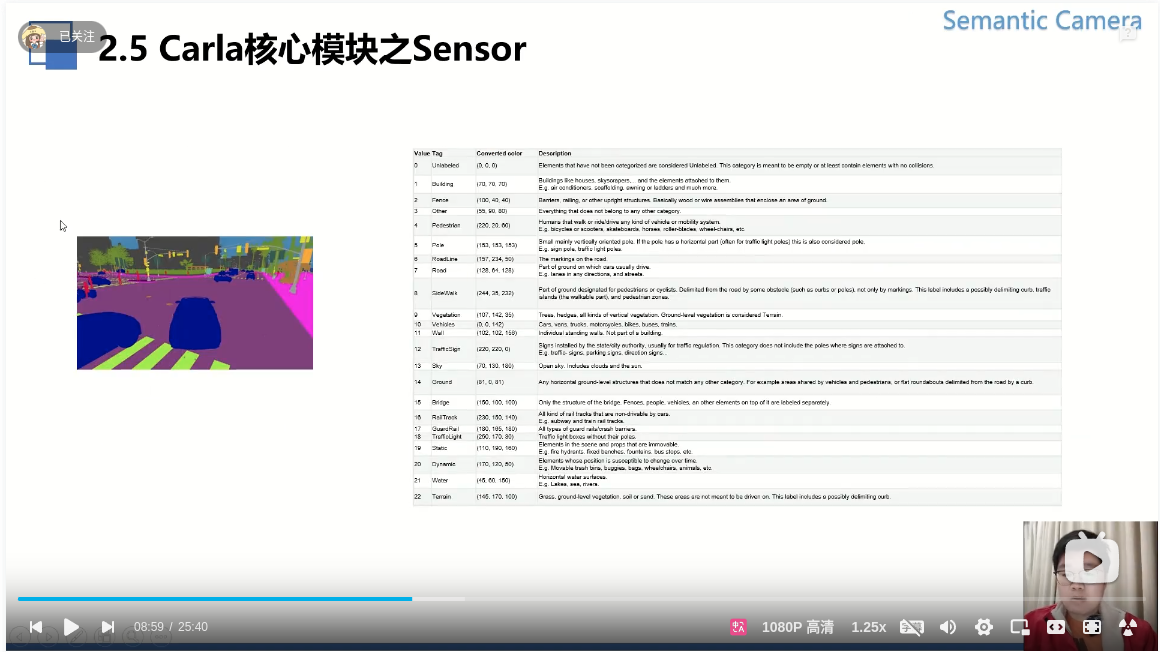 Semantic Camera
已关注
2.5 Carla核心模块之Sensor
Value Tag Converted color Description
0 Unlabeled (0, 0, 0) Elements that have not been categorized are considered Unlabeled. This category is meant to be empty or at least contain elements with no collisions.
1 Building (70, 70, 70) Buildings like houses, skyscrapers,... and the elements attached to them.
E.g. air conditioners, scaffolding, awning or ladders and much more.
2 Fence (100, 40, 40) Barriers, railing, or other upright structures. Basically wood or wire assemblies that enclose an area of ground.
3 Other (55, 90, 80) Everything that does not belong to any other category.
4 Pedestrian (220, 20, 60) Humans that walk or ride/drive any kind of vehicle or mobility system.
E.g. bicycles or scooters, skateboards, horses, roller-blades, wheel-chairs, etc.
5 Pole (153, 153, 153) Small mainly vertically oriented pole. If the pole has a horizontal part (often for traffic light poles) this is also considered pole.
E.g. sign pole, traffic light poles.
6 RoadLine (157, 234, 50) The markings on the road.
7 Road (128, 64, 128) Part of ground on which cars usually drive.
E.g. lanes in any directions, and streets.
8 SideWalk (244, 35, 232) Part of ground designated for pedestrians or cyclists. Delimited from the road by some obstacle (such as curbs or poles), not only by markings. This label includes a possibly delimiting curb, traffic
islands (the walkable part), and pedestrian zones.
9 Vegetation (107, 142, 35) Trees, hedges, all kinds of vertical vegetation. Ground-level vegetation is considered Terrain.
10 Vehicles (0, 0, 142) Cars, vans, trucks, motorcycles, bikes, buses, trains.
11 Wall (102, 102, 156) Individual standing walls. Not part of a building.
12 TrafficSign (220, 220, 0) Signs installed by the state/city authority, usually for traffic regulation. This category does not include the poles where signs are attached to.
E.g. traffic- signs, parking signs, direction signs...
13 Sky (70, 130, 180) Open sky. Includes clouds and the sun.
14 Ground (81, 0, 81) Any horizontal ground-level structures that does not match any other category. For example areas shared by vehicles and pedestrians, or flat roundabouts delimited from the road by a curb.
15 Bridge (150, 100, 100) Only the structure of the bridge. Fences, people, vehicles, an other elements on top of it are labeled separately.
16 RailTrack (230, 150, 140) All kind of rail tracks that are non-drivable by cars.
E.g. subway and train rail tracks.
17 GuardRail (180, 165, 180) All types of guard rails/crash barriers.
18 TrafficLight (250, 170, 30) Traffic light boxes without their poles.
19 Static (110, 190, 160) Elements in the scene and props that are immovable.
E.g. fire hydrants, fixed benches, fountains, bus stops, etc.
20 Dynamic (170, 120, 50) Elements whose position is susceptible to change over time.
E.g. Movable trash bins, buggies, bags, wheelchairs, animals, etc.
21 Water (45, 60, 150) Horizontal water surfaces.
E.g. Lakes, sea, rivers.
22 Terrain (145, 170, 100) Grass, ground-level vegetation, soil or sand. These areas are not meant to be driven on. This label includes a possibly delimiting curb.
08:59 / 25:40
1080P 高清
1.25x